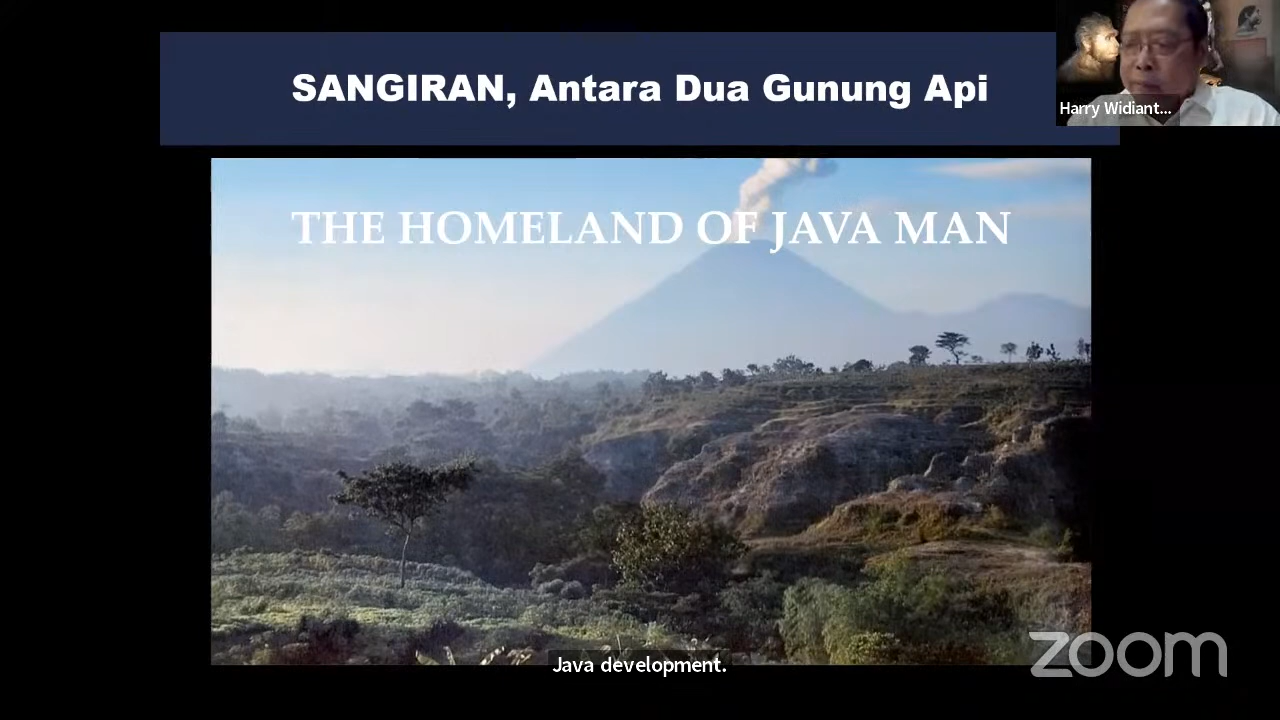 SANGIRAN, Antara Dua Gunung Api
Harry Widiant...
THE HOMELAND OF JAVA MAN
Java development.
zoom